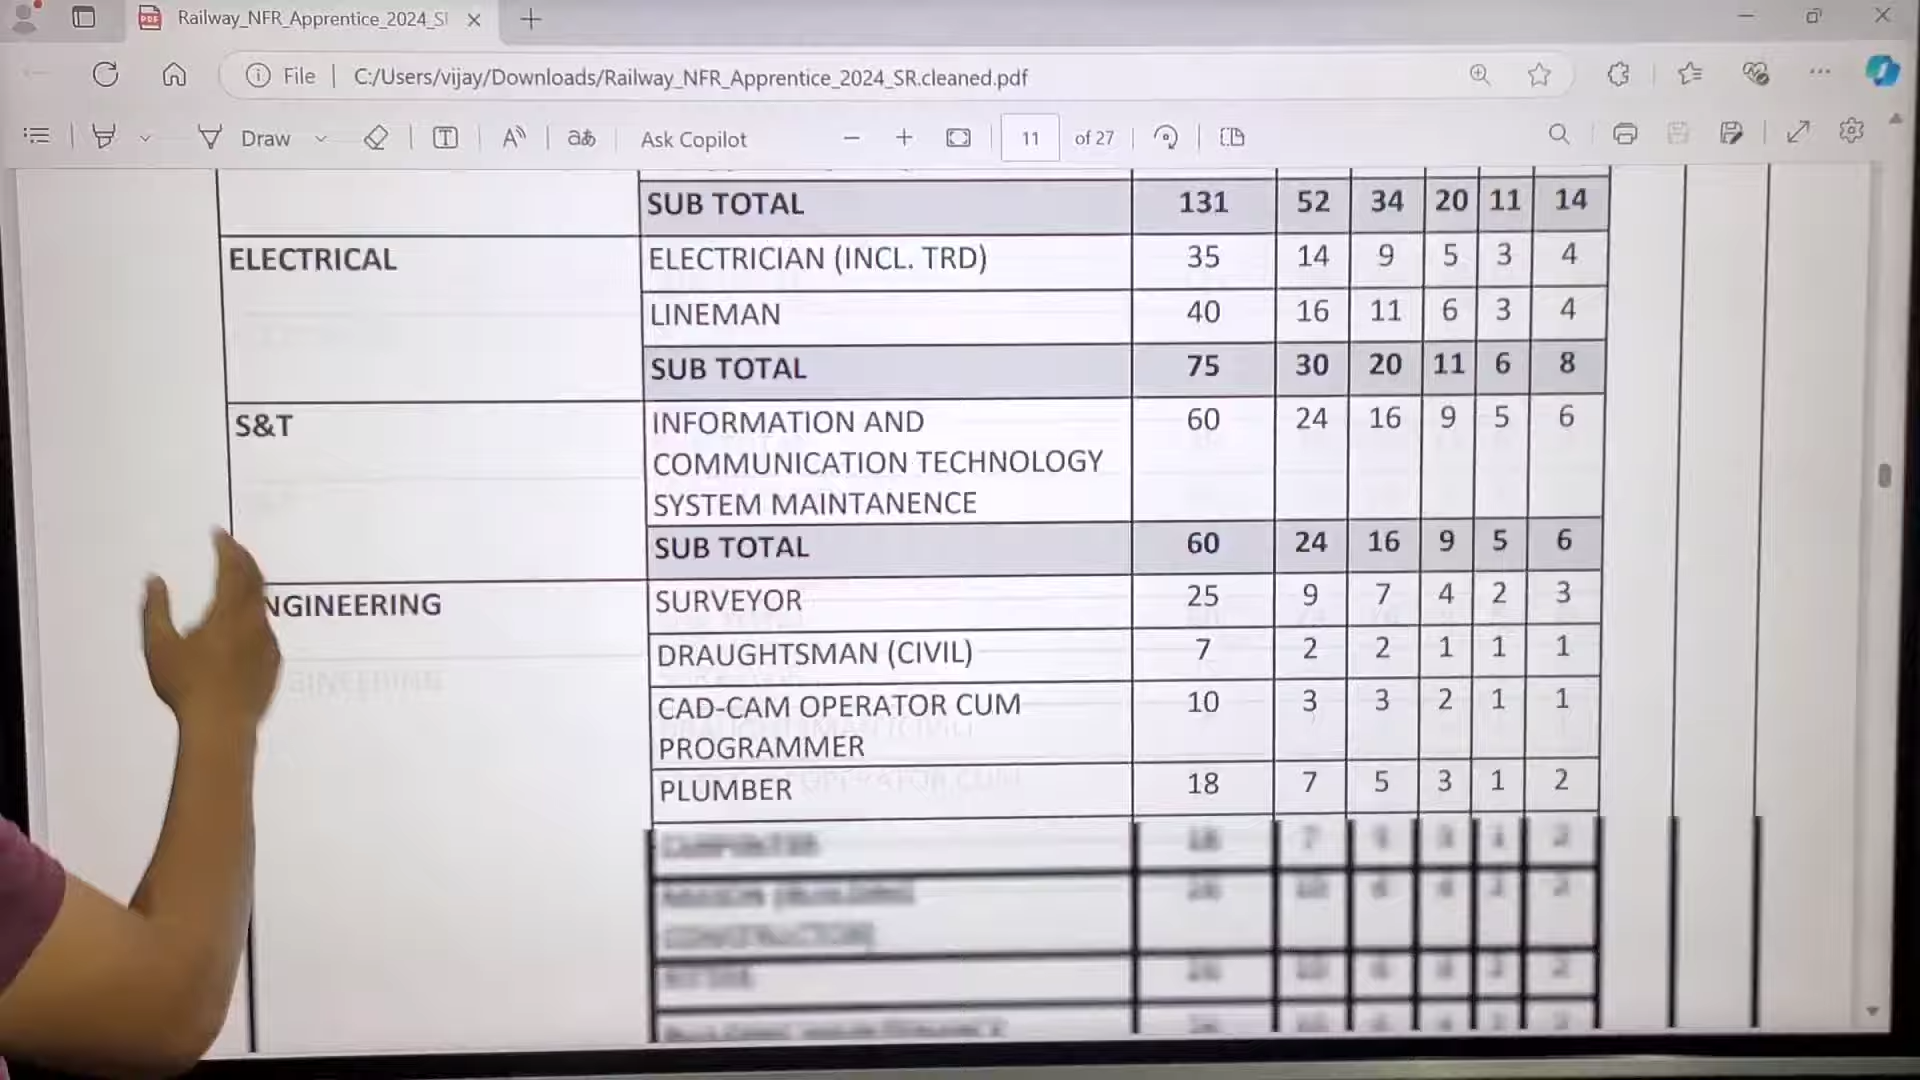 Railway_NFR_Apprentice_2024_S
File
C:/Users/vijay/Downloads/Railway_NFR_Apprentice_2024_SR.cleaned.pdf
Draw
Ask Copilot
11 of 27
SUB TOTAL 131 52 34 20 11 14
ELECTRICAL ELECTRICIAN (INCL. TRD) 35 14 9 5 3 4
LINEMAN 40 16 11 6 3 4
SUB TOTAL 75 30 20 11 6 8
S&T INFORMATION AND 60 24 16 9 5 6
COMMUNICATION TECHNOLOGY
SYSTEM MAINTANENCE
SUB TOTAL 60 24 16 9 5 6
NGINEERING SURVEYOR 25 9 7 4 2 3
DRAUGHTSMAN (CIVIL) 7 2 2 1 1 1
CAD-CAM OPERATOR CUM 10 3 3 2 1 1
PROGRAMMER
PLUMBER 18 7 5 3 1 2